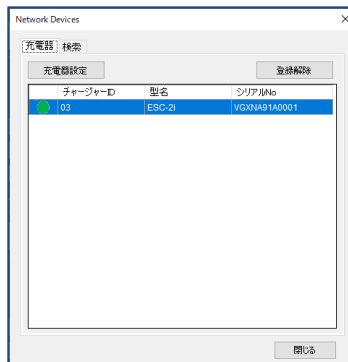 Network Devices
充電器 検索
充電器設定 登録解除
チャージャーID 型名 シリアルNo
03 ESC-2i VGXNA91A0001
閉じる